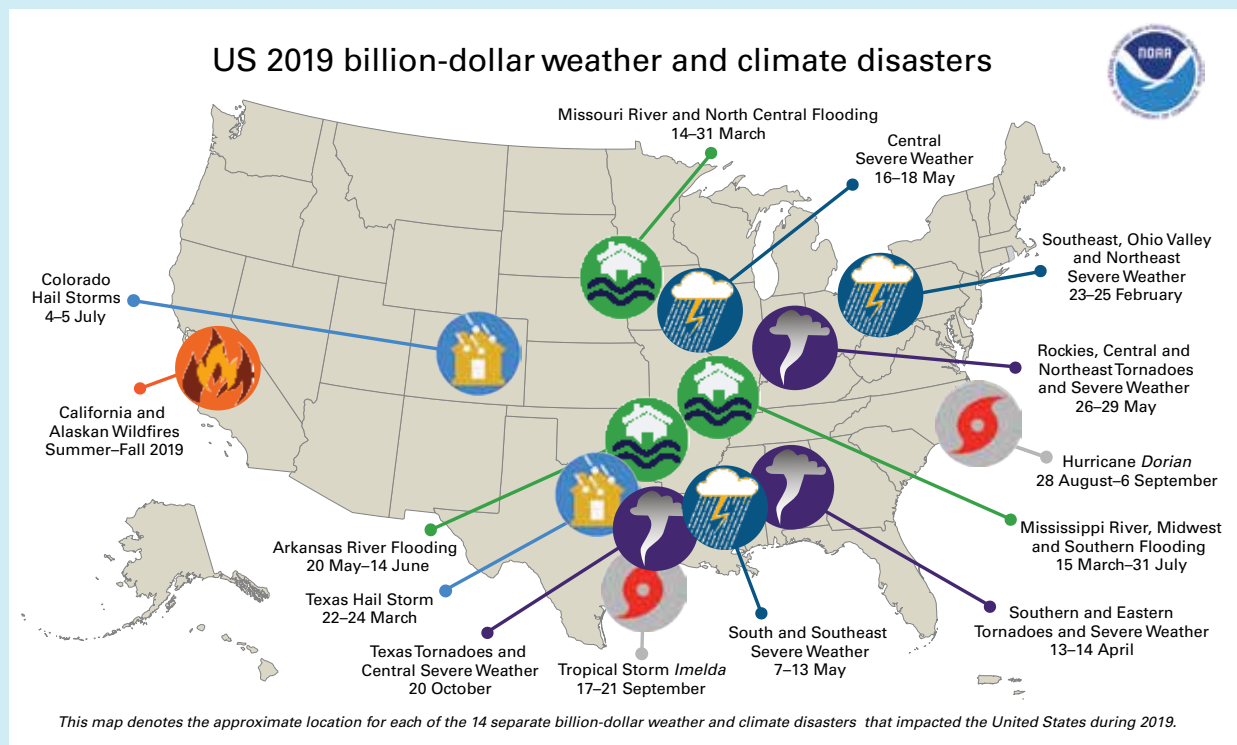 US 2019 billion-dollar weather and climate disasters
NOAA
Missouri River and North Central Flooding
14–31 March
Central
Severe Weather
16–18 May
Southeast, Ohio Valley
and Northeast
Severe Weather
23–25 February
Colorado
Hail Storms
4–5 July
Rockies, Central and
Northeast Tornadoes
and Severe Weather
26–29 May
California and
Alaskan Wildfires
Summer–Fall 2019
Hurricane Dorian
28 August–6 September
Mississippi River, Midwest
and Southern Flooding
15 March–31 July
Arkansas River Flooding
20 May–14 June
Texas Hail Storm
22–24 March
Southern and Eastern
Tornadoes and Severe Weather
13–14 April
Texas Tornadoes and
Central Severe Weather
20 October
Tropical Storm Imelda
17–21 September
South and Southeast
Severe Weather
7–13 May
This map denotes the approximate location for each of the 14 separate billion-dollar weather and climate disasters that impacted the United States during 2019.